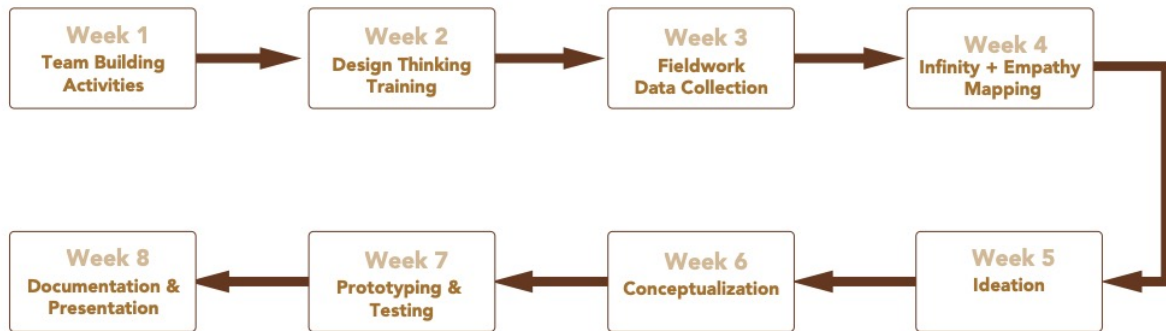 Week 1
Team Building
Activities
Week 2
Design Thinking
Training
Week 3
Fieldwork
Data Collection
Week 4
Infinity + Empathy
Mapping
Week 5
Ideation
Week 6
Conceptualization
Week 7
Prototyping &
Testing
Week 8
Documentation &
Presentation